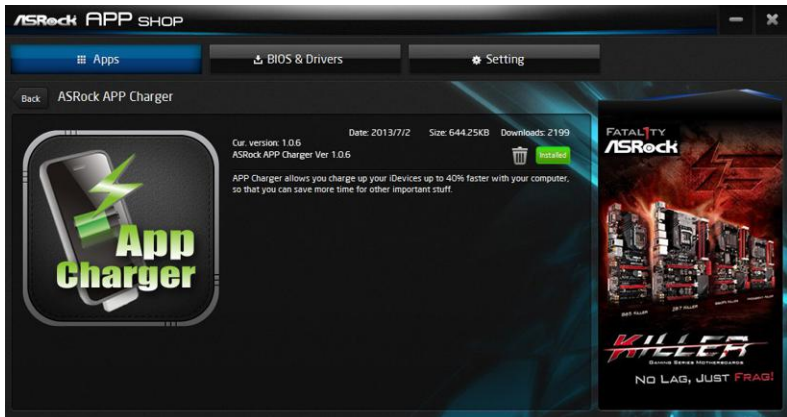 ASRock APP SHOP
Apps
BIOS & Drivers
Setting
Back
ASRock APP Charger
Date: 2013/7/2 Size: 644.25KB Downloads: 2199
Cur. version: 1.0.6
ASRock APP Charger Ver 1.0.6
Installed
APP Charger allows you charge up your iDevices up to 40% faster with your computer,
so that you can save more time for other important stuff.
App
Charger
FATAL1TY
ASRock
KILLER
GAMING SERIES MOTHERBOARDS
NO LAG, JUST FRAG!